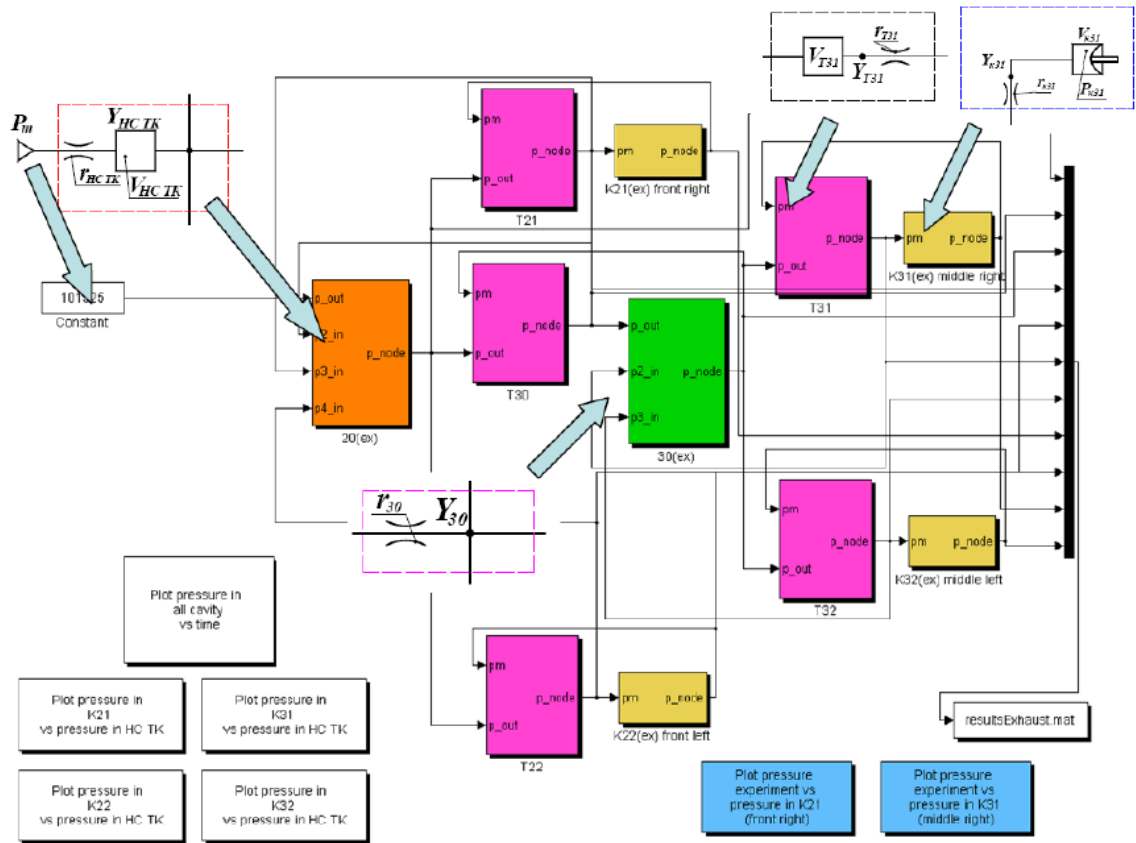 P_m
Y_HC TK
r_HC TK
V_HC TK
101325
Constant
p_out
p2_in
p3_in
p4_in
p_node
20(ex)
pm
p_node
p_out
T21
pm p_node
K21(ex) front right
pm
p_node
p_out
T30
p_out
p2_in
p_node
p3_in
30(ex)
r_30
Y_30
V_T31
Y_T31
r_T31
Y_к31
r_к31
V_к31
P_к31
pm
p_node
p_out
T31
pm p_node
K31(ex) middle right
pm
p_node
p_out
T32
pm p_node
K32(ex) middle left
pm
p_node
p_out
T22
pm p_node
K22(ex) front left
resultsExhaust.mat
Plot pressure in
all cavity
vs time
Plot pressure in
K21
vs pressure in HC TK
Plot pressure in
K31
vs pressure in HC TK
Plot pressure in
K22
vs pressure in HC TK
Plot pressure in
K32
vs pressure in HC TK
Plot pressure
experiment vs
pressure in K21
(front right)
Plot pressure
experiment vs
pressure in K31
(middle right)